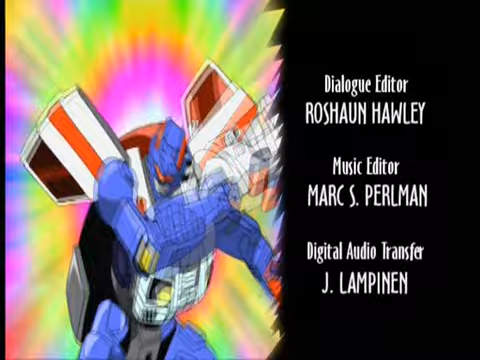 Dialogue Editor
ROSHAUN HAWLEY
Music Editor
MARC S. PERLMAN
Digital Audio Transfer
J. LAMPINEN